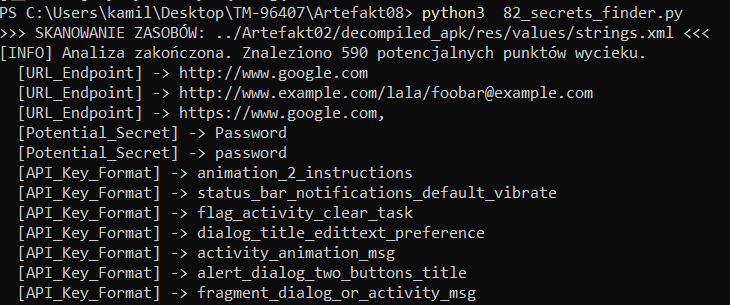 PS C:\Users\kamil\Desktop\TM-96407\Artefakt08> python3  82_secrets_finder.py
>>> SKANOWANIE ZASOBÓW: ../Artefakt02/decompiled_apk/res/values/strings.xml <<<
[INFO] Analiza zakończona. Znaleziono 590 potencjalnych punktów wycieku.
  [URL_Endpoint] -> http://www.google.com
  [URL_Endpoint] -> http://www.example.com/lala/foobar@example.com
  [URL_Endpoint] -> https://www.google.com,
  [Potential_Secret] -> Password
  [Potential_Secret] -> password
  [API_Key_Format] -> animation_2_instructions
  [API_Key_Format] -> status_bar_notifications_default_vibrate
  [API_Key_Format] -> flag_activity_clear_task
  [API_Key_Format] -> dialog_title_edittext_preference
  [API_Key_Format] -> activity_animation_msg
  [API_Key_Format] -> alert_dialog_two_buttons_title
  [API_Key_Format] -> fragment_dialog_or_activity_msg